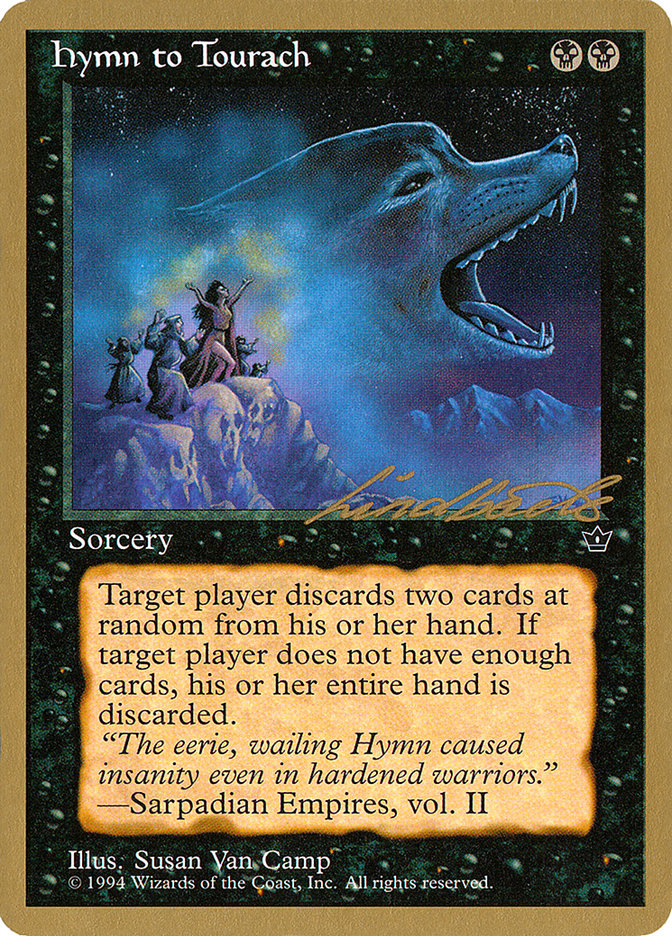 Hymn to Tourach
Lindbäck
Sorcery
Target player discards two cards at
random from his or her hand. If
target player does not have enough
cards, his or her entire hand is
discarded.
“The eerie, wailing Hymn caused
insanity even in hardened warriors.”
—Sarpadian Empires, vol. II
Illus. Susan Van Camp
© 1994 Wizards of the Coast, Inc. All rights reserved.